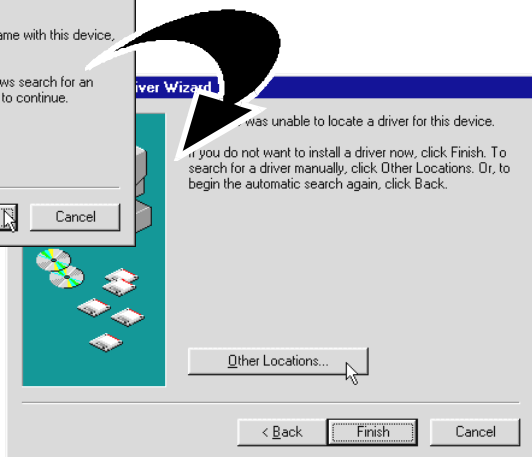 ame with this device,
ws search for an
to continue.
Cancel
iver Wizard
was unable to locate a driver for this device.
If you do not want to install a driver now, click Finish. To
search for a driver manually, click Other Locations. Or, to
begin the automatic search again, click Back.
Other Locations...
< Back
Finish
Cancel